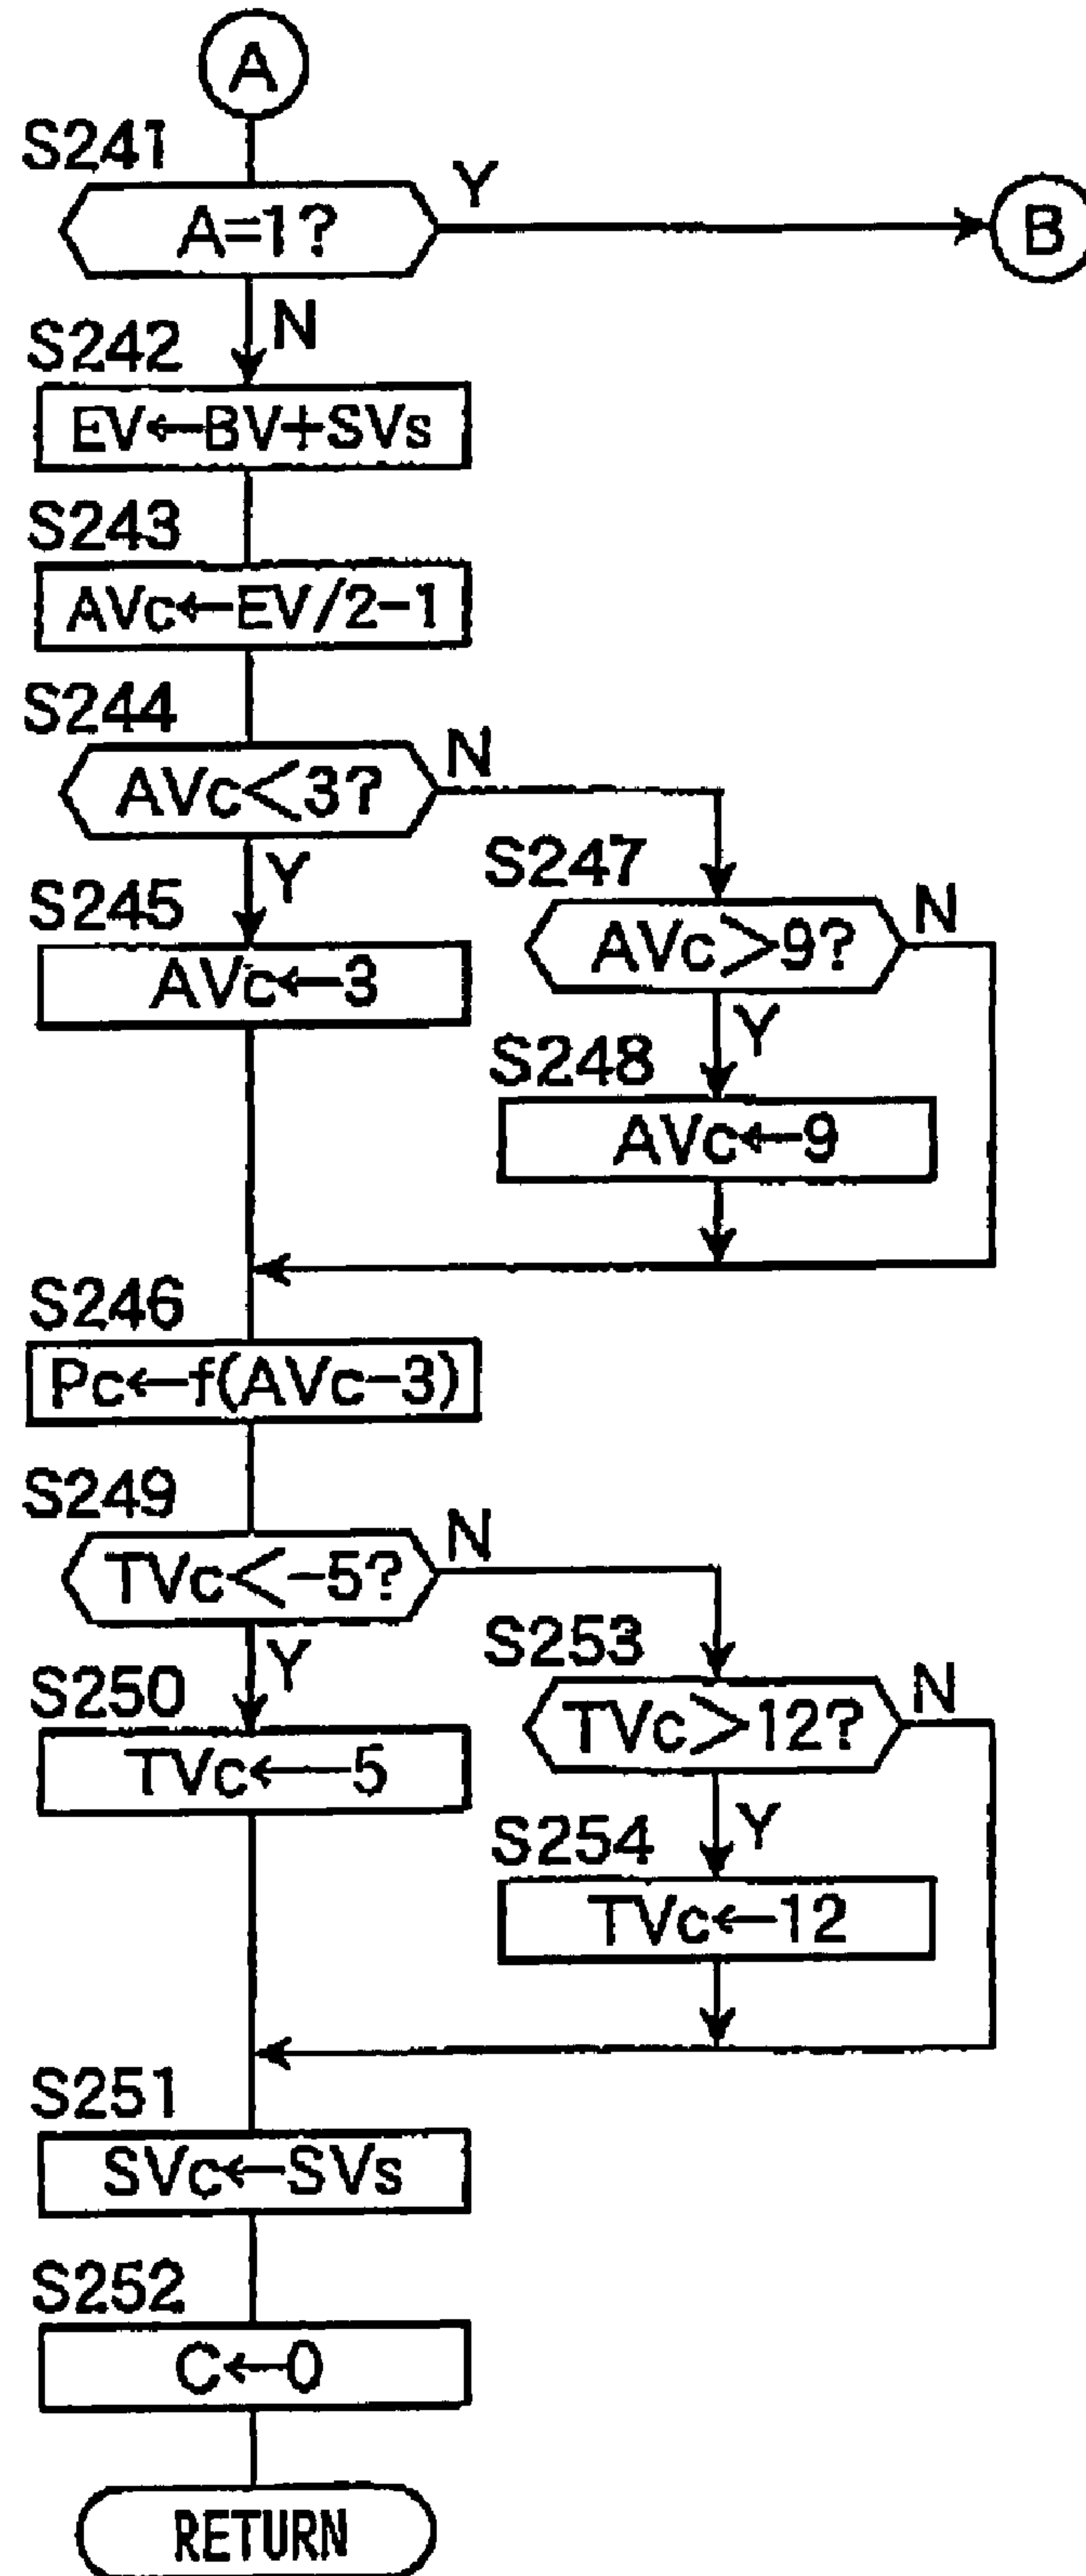 A
S241
A=1?
Y
B
N
S242
EV←BV+SVs
S243
AVc←EV/2-1
S244
AVc<3?
N
Y
S245
AVc←3
S247
AVc>9?
N
Y
S248
AVc←9
S246
Pc←f(AVc-3)
S249
TVc<-5?
N
Y
S250
TVc←-5
S253
TVc>12?
N
Y
S254
TVc←12
S251
SVc←SVs
S252
C←0
RETURN